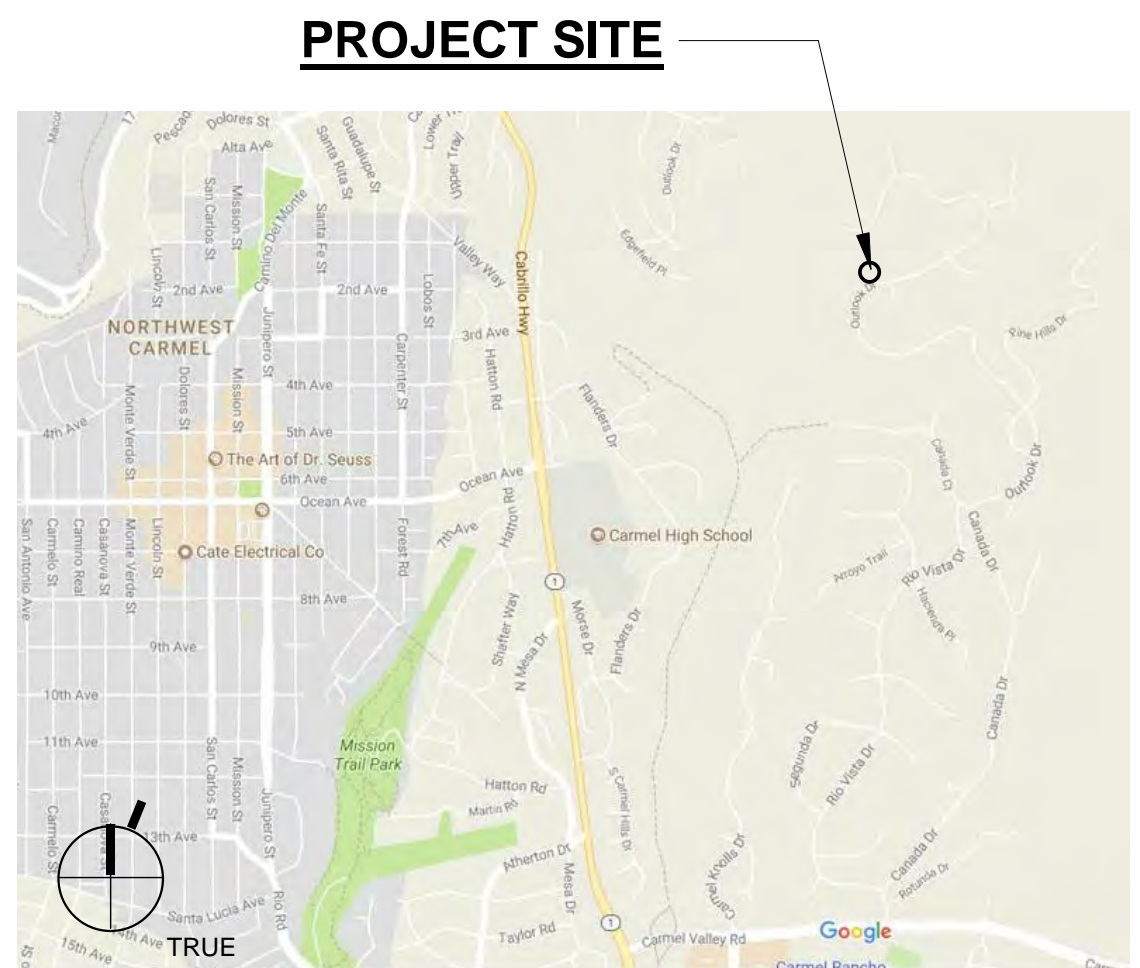 PROJECT SITE
Dolores St
Alta Ave
Guadalupe St
Santa Rita St
Lower Trail
Upper Trail
Outlook Dr
San Carlos St
Mission St
Camino Del Monte
Santa Fe St
Valley Way
Cabrillo Hwy
Edgefield Pl
Lincoln St
2nd Ave
2nd Ave
Lobos St
Outlook Dr
NORTHWEST
CARMEL
Junipero St
3rd Ave
Carpenter St
Hatton Rd
Pine Hills Dr
Monte Verde St
Dolores St
Mission St
4th Ave
4th Ave
5th Ave
Flanders Dr
The Art of Dr. Seuss
6th Ave
Ocean Ave
Ocean Ave
Canada Ct
Outlook Dr
San Antonio Ave
Carmelo St
Camino Real
Casanova St
Monte Verde St
Lincoln St
Cate Electrical Co
Forest Rd
7th Ave
Hatton Rd
Carmel High School
Canada Dr
Arroyo Trail
Rio Vista Dr
Hacienda Pl
1
8th Ave
Shafter Way
N Mesa Dr
Morse Dr
Flanders Dr
9th Ave
10th Ave
Canada Dr
11th Ave
San Carlos St
Mission St
Junipero St
Mission
Trail Park
Segunda Dr
Rio Vista Dr
Hatton Rd
Martin Rd
S Carmel Hills Dr
Carmelo St
13th Ave
Atherton Dr
Mesa Dr
Carmel Knolls Dr
Canada Dr
Rotunda Dr
Santa Lucia Ave
Rio Rd
14th Ave
15th Ave
TRUE
Taylor Rd
1
Carmel Valley Rd
Google
Carmel Rancho